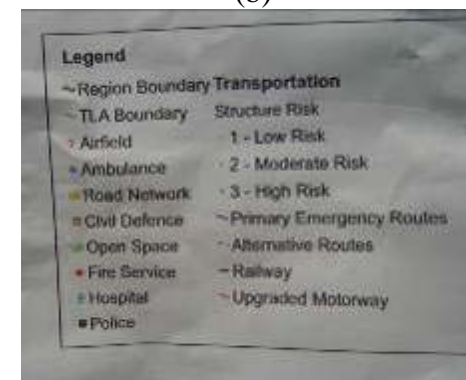 Legend
~Region Boundary Transportation
~TLA Boundary Structure Risk
Airfield 1 - Low Risk
Ambulance 2 - Moderate Risk
Road Network 3 - High Risk
Civil Defence ~Primary Emergency Routes
Open Space Alternative Routes
Fire Service Railway
Hospital ~Upgraded Motorway
Police